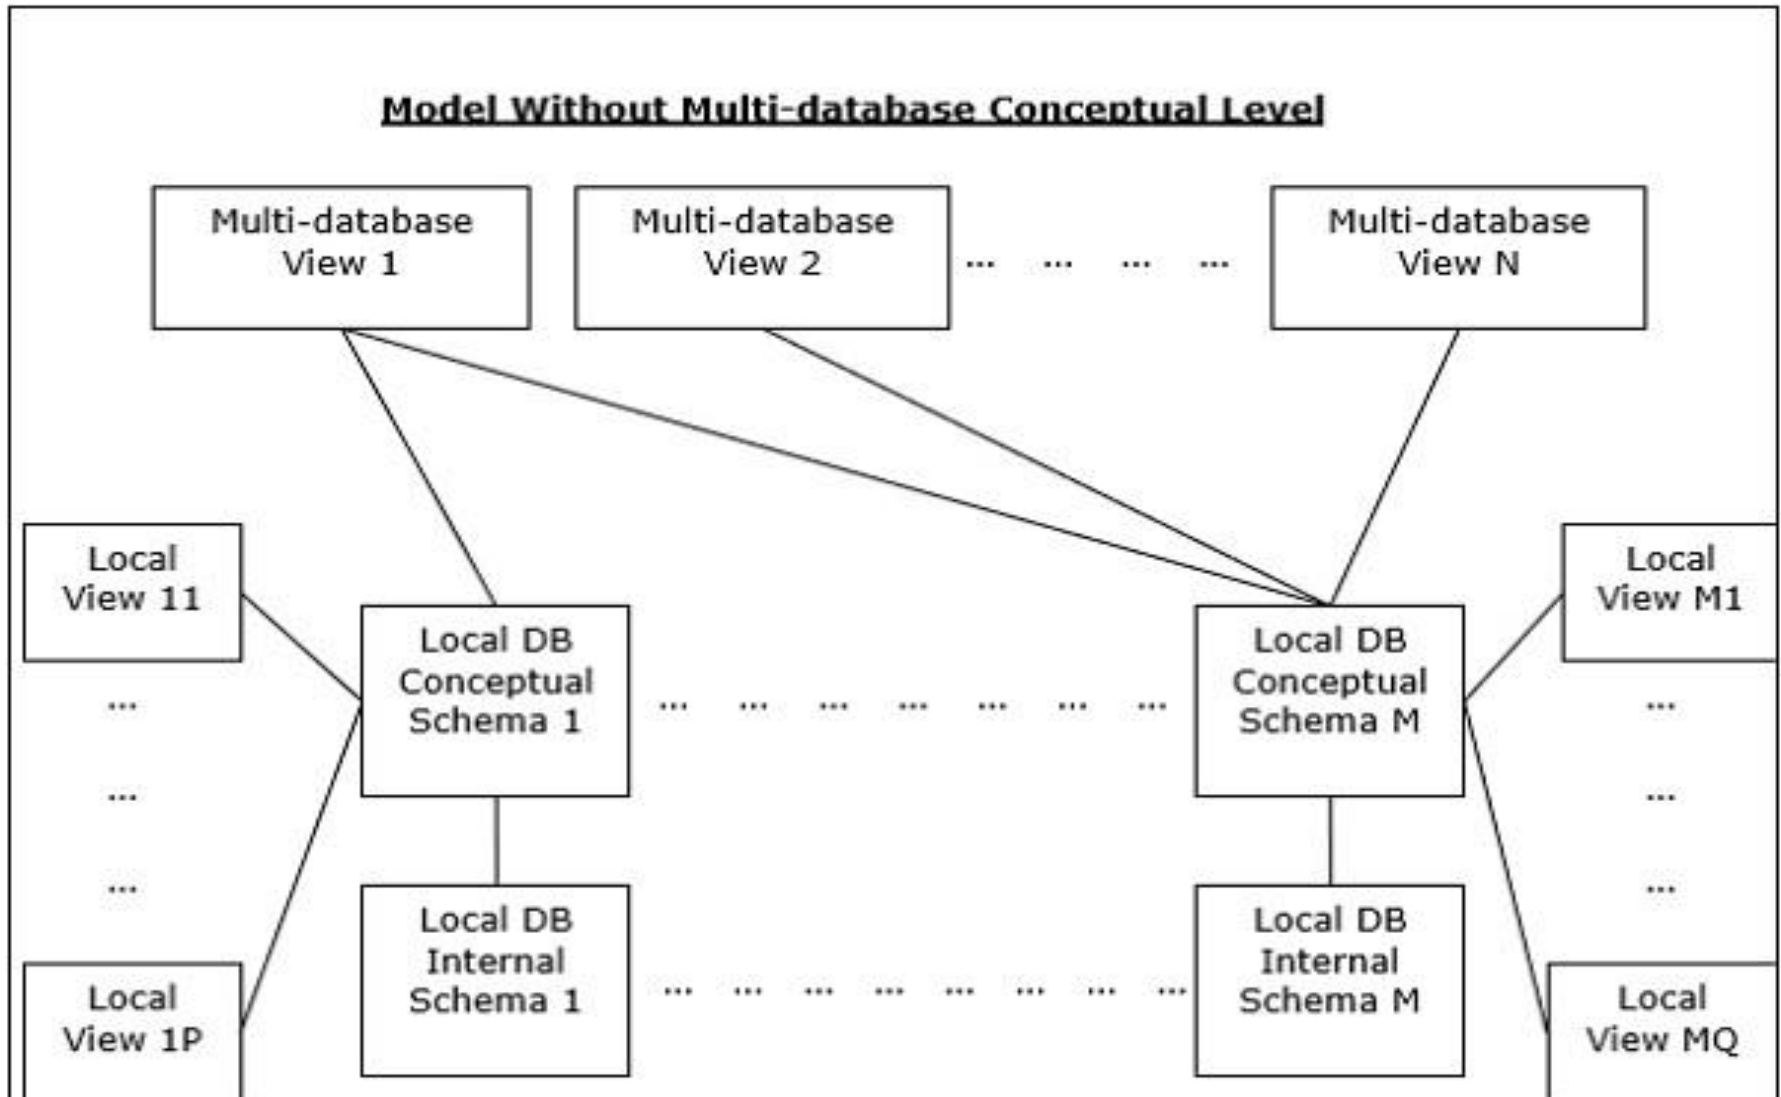 Model Without Multi-database Conceptual Level
Multi-database
View 1
Multi-database
View 2
... ... ... ...
Multi-database
View N
Local
View 11
Local DB
Conceptual
Schema 1
... ... ... ... ... ... ...
Local DB
Conceptual
Schema M
Local
View M1
...
...
...
...
...
...
Local DB
Internal
Schema 1
... ... ... ... ... ... ... ...
Local DB
Internal
Schema M
Local
View 1P
Local
View MQ